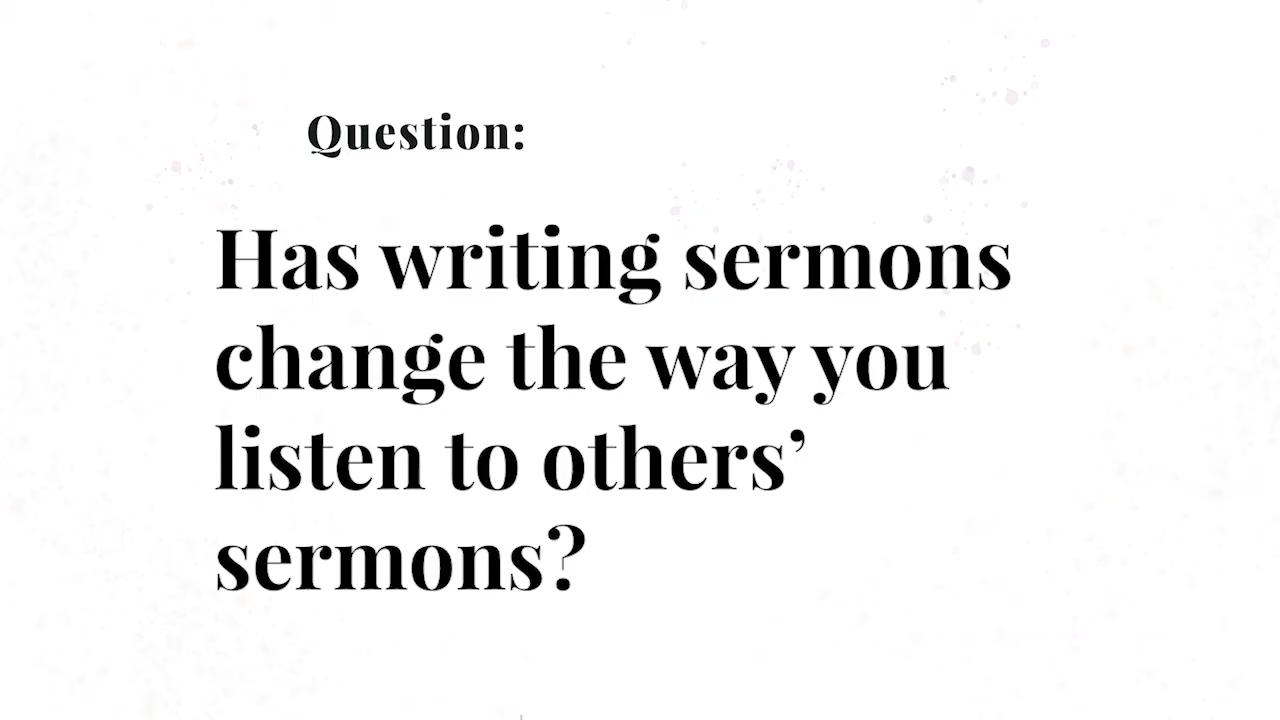 Question:
Has writing sermons
change the way you
listen to others’
sermons?